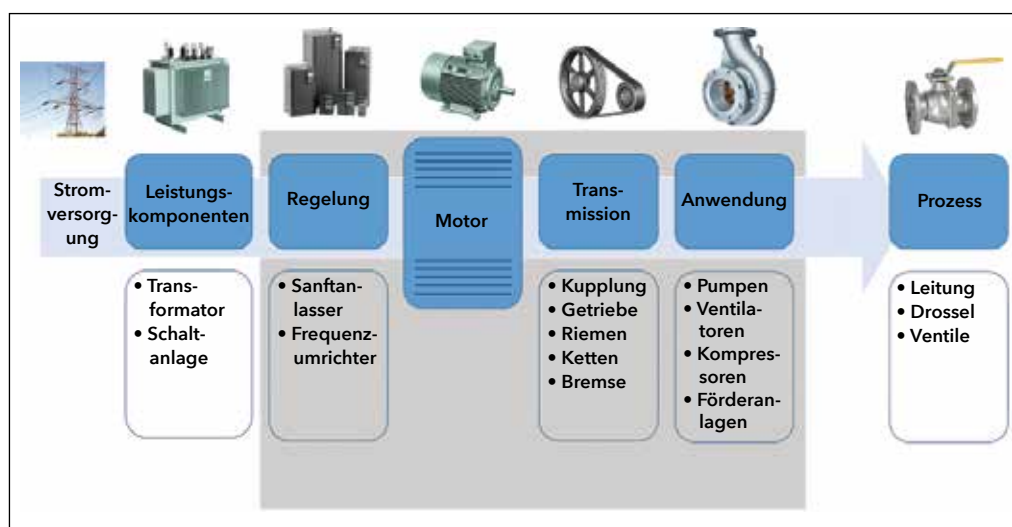 Strom-
versorg-
ung
Leistungs-
komponenten
Regelung
Motor
Trans-
mission
Anwendung
Prozess
• Trans-
formator
• Schalt-
anlage
• Sanftan-
lasser
• Frequenz-
umrichter
• Kupplung
• Getriebe
• Riemen
• Ketten
• Bremse
• Pumpen
• Ventila-
toren
• Kompres-
soren
• Förderan-
lagen
• Leitung
• Drossel
• Ventile